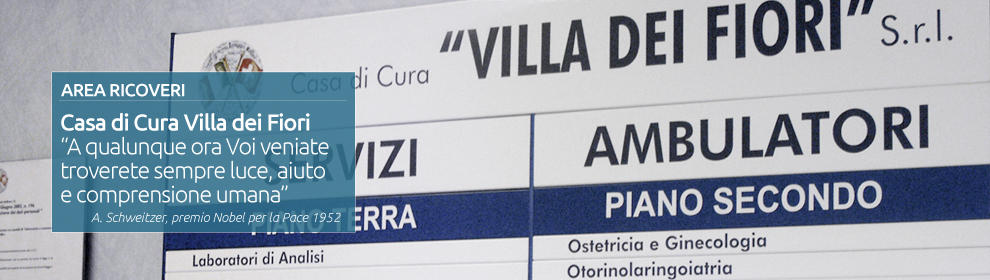 Casa di Cura "VILLA DEI FIORI" S.r.l.
AREA RICOVERI
Casa di Cura Villa dei Fiori
“A qualunque ora Voi veniate
troverete sempre luce, aiuto
e comprensione umana”
A. Schweitzer, premio Nobel per la Pace 1952
SERVIZI
PIANO TERRA
Laboratori di Analisi
AMBULATORI
PIANO SECONDO
Ostetricia e Ginecologia
Otorinolaringoiatria